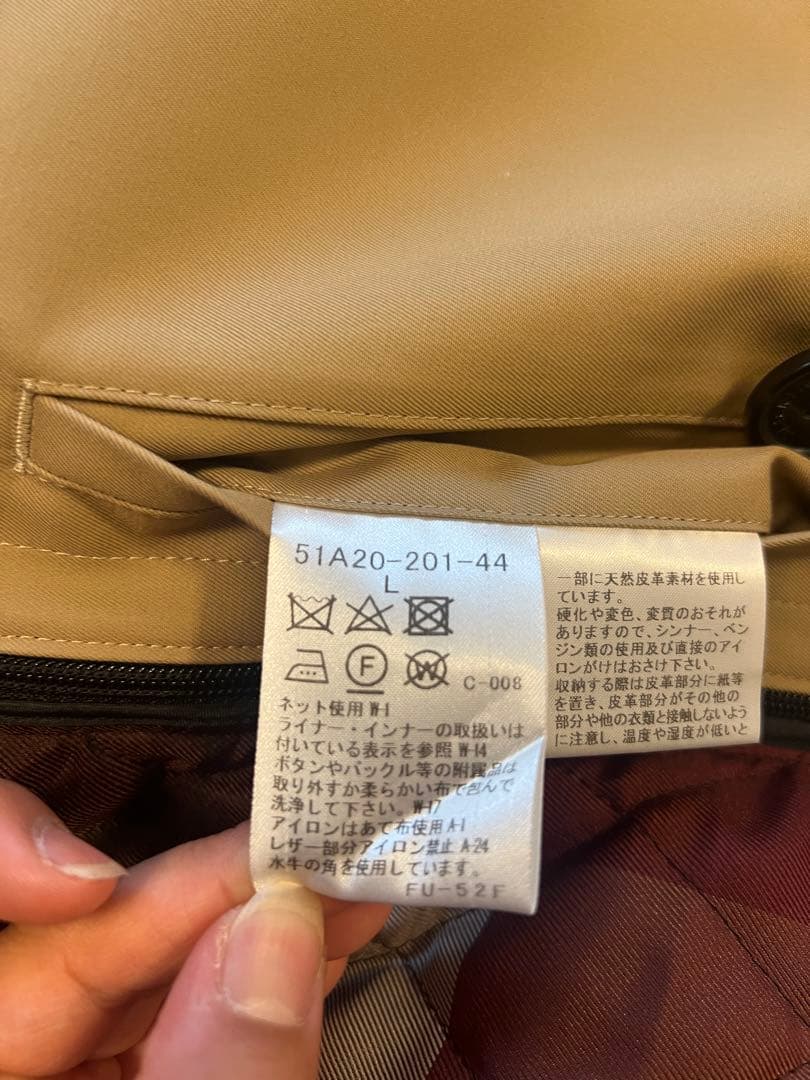 51A20-201-44
L
F
W
C-008
ネット使用 W-1
ライナー・インナーの取扱いは
付いている表示を参照 W-14
ボタンやバックル等の附属品は
取り外すか柔らかい布で包んで
洗浄して下さい。W-17
アイロンはあて布使用 A-1
レザー部分アイロン禁止 A-24
水牛の角を使用しています。
FU-52F
一部に天然皮革素材を使用し
ています。
硬化や変色、変質のおそれが
ありますので、シンナー、ベン
ジン類の使用及び直接のアイ
ロンがけはおさけ下さい。
収納する際は皮革部分に紙等
を置き、皮革部分がその他の
部分や他の衣類と接触しないよう
に注意し、温度や湿度が低いと